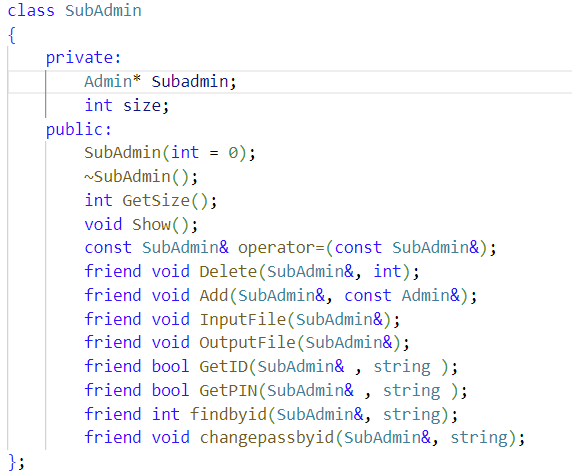 class SubAdmin
{
    private:
        Admin* Subadmin;
        int size;
    public:
        SubAdmin(int = 0);
        ~SubAdmin();
        int GetSize();
        void Show();
        const SubAdmin& operator=(const SubAdmin&);
        friend void Delete(SubAdmin&, int);
        friend void Add(SubAdmin&, const Admin&);
        friend void InputFile(SubAdmin&);
        friend void OutputFile(SubAdmin&);
        friend bool GetID(SubAdmin& , string );
        friend bool GetPIN(SubAdmin& , string );
        friend int findbyid(SubAdmin&, string);
        friend void changepassbyid(SubAdmin&, string);
};